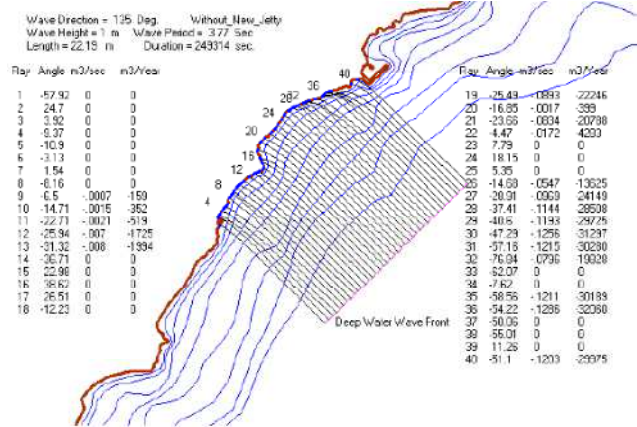 Wave Direction = 135 Deg. Without_New_Jetty
Wave Height = 1 m Wave Period = 3.77 Sec
Length = 22.19 m Duration = 249314 sec.
Ray Angle m3/sec m3/Year
1 -57.92 0 0
2 24.7 0 0
3 3.92 0 0
4 -9.37 0 0
5 -10.9 0 0
6 -3.13 0 0
7 1.54 0 0
8 -8.16 0 0
9 -6.5 -.0007 -159
10 -14.71 -.0015 -352
11 -22.71 -.0021 -519
12 -25.94 -.007 -1725
13 -31.32 -.008 -1994
14 -36.71 0 0
15 22.98 0 0
16 38.62 0 0
17 26.51 0 0
18 -12.23 0 0
4
8
12
16
20
24
28
32
36
40
Deep Water Wave Front
Ray Angle m3/sec m3/Year
19 -25.49 -.0893 -22246
20 -16.85 -.0017 -399
21 -23.66 -.0834 -20788
22 4.47 .0172
23 7.79 0 0
24 18.15 0 0
25 5.35 0 0
26 -14.68 -.0547 -13625
27 -28.91 -.0969 -24149
28 -37.41 -.1144 -28508
29 -40.6 -.1193 -29725
30 -47.29 -.1256 -31297
31 -57.16 -.1215 -30280
32 -76.84 -.0796 -19828
33 -62.07 0 0
34 -7.62 0 0
35 -58.56 -.1211 -30189
36 -54.22 -.1286 -32060
37 -50.06 0 0
38 -55.01 0 0
39 11.26 0 0
40 -51.1 -.1203 -29975